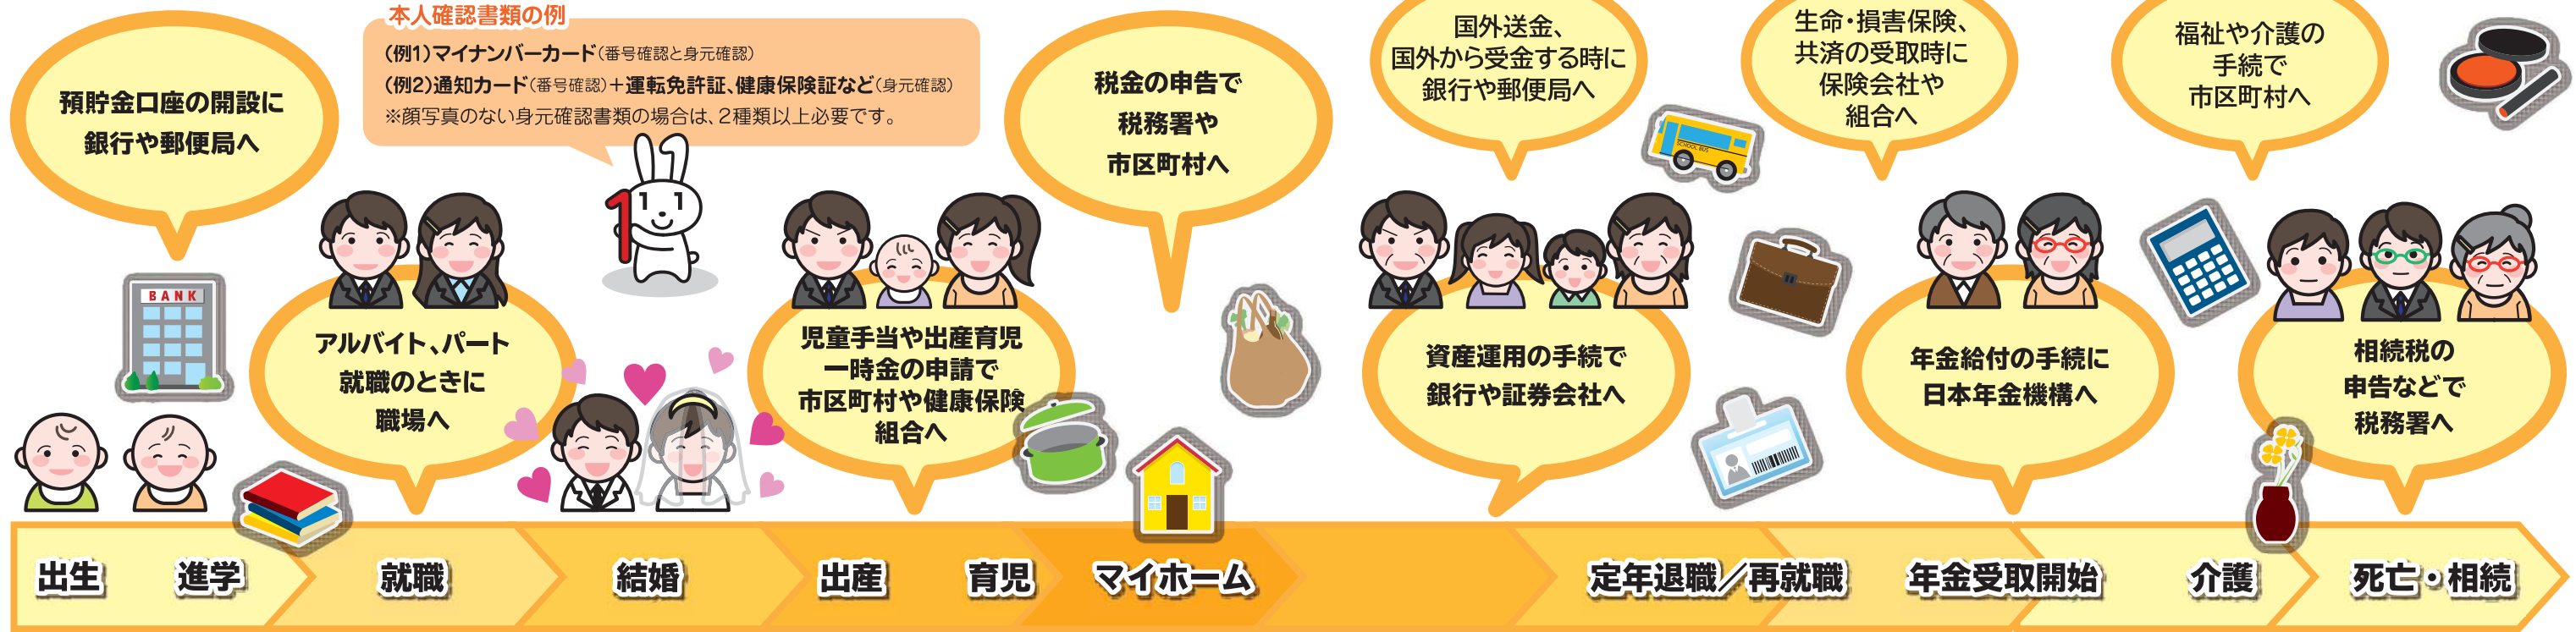 本人確認書類の例
（例1）マイナンバーカード（番号確認と身元確認）
（例2）通知カード（番号確認）＋運転免許証、健康保険証など（身元確認）
※顔写真のない身元確認書類の場合は、2種類以上必要です。
預貯金口座の開設に
銀行や郵便局へ
BANK
アルバイト、パート
就職のときに
職場へ
児童手当や出産育児
一時金の申請で
市区町村や健康保険
組合へ
税金の申告で
税務署や
市区町村へ
国外送金、
国外から受金する時に
銀行や郵便局へ
SCHOOL BUS
資産運用の手続で
銀行や証券会社へ
生命・損害保険、
共済の受取時に
保険会社や
組合へ
年金給付の手続に
日本年金機構へ
福祉や介護の
手続で
市区町村へ
相続税の
申告などで
税務署へ
出生
進学
就職
結婚
出産
育児
マイホーム
定年退職／再就職
年金受取開始
介護
死亡・相続